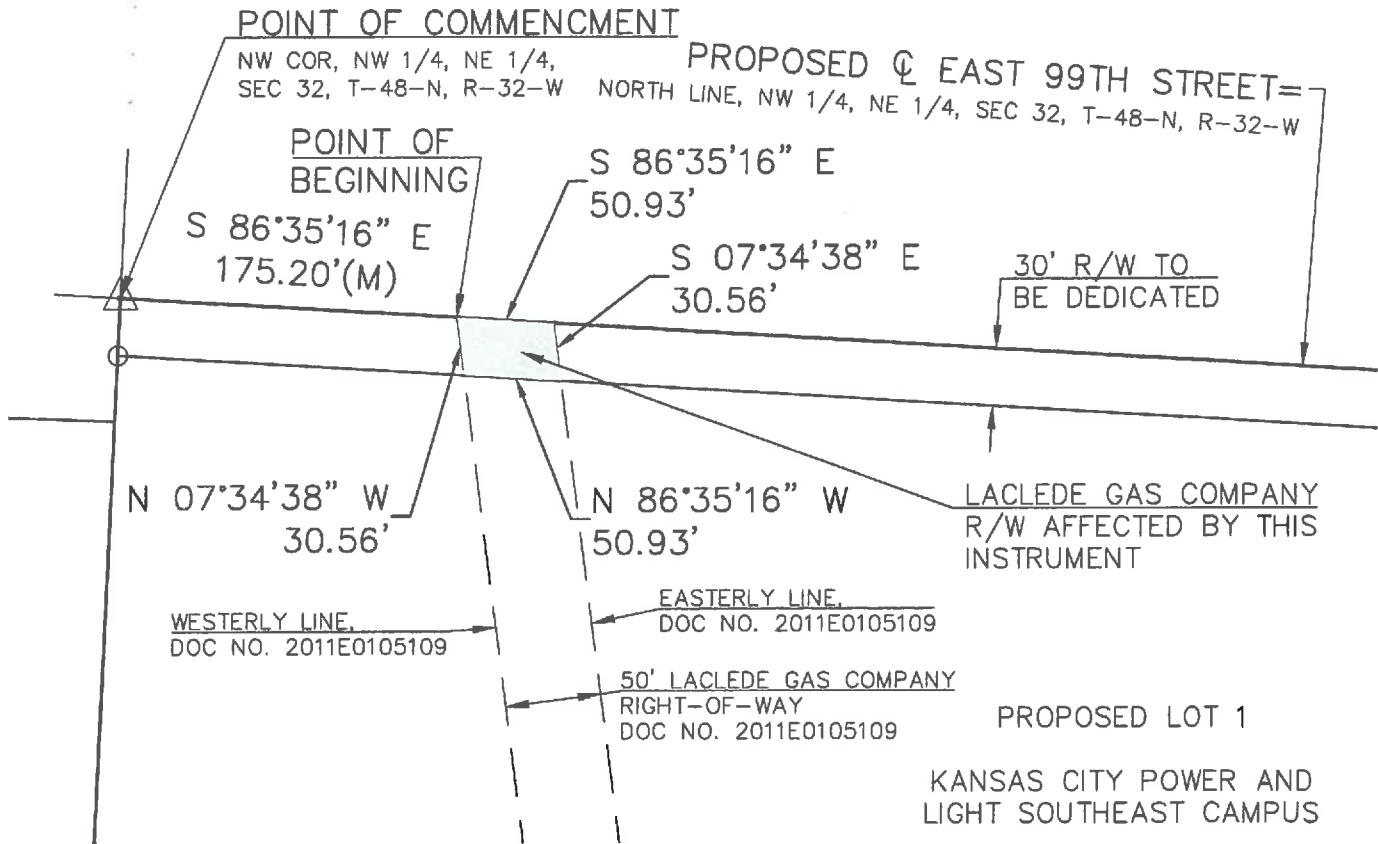 POINT OF COMMENCMENT
NW COR, NW 1/4, NE 1/4,
SEC 32, T-48-N, R-32-W
PROPOSED ℄ EAST 99TH STREET=
NORTH LINE, NW 1/4, NE 1/4, SEC 32, T-48-N, R-32-W
POINT OF
BEGINNING
S 86°35'16" E
50.93'
S 86°35'16" E
175.20'(M)
S 07°34'38" E
30.56'
30' R/W TO
BE DEDICATED
N 07°34'38" W
30.56'
N 86°35'16" W
50.93'
LACLEDE GAS COMPANY
R/W AFFECTED BY THIS
INSTRUMENT
WESTERLY LINE,
DOC NO. 2011E0105109
EASTERLY LINE,
DOC NO. 2011E0105109
50' LACLEDE GAS COMPANY
RIGHT-OF-WAY
DOC NO. 2011E0105109
PROPOSED LOT 1
KANSAS CITY POWER AND
LIGHT SOUTHEAST CAMPUS